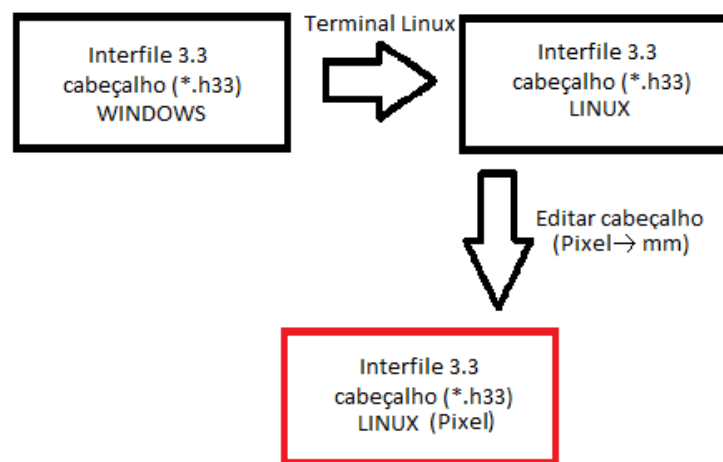 Interfile 3.3
cabeçalho (*.h33)
WINDOWS
Terminal Linux
Interfile 3.3
cabeçalho (*.h33)
LINUX
Editar cabeçalho
(Pixel→ mm)
Interfile 3.3
cabeçalho (*.h33)
LINUX (Pixel)